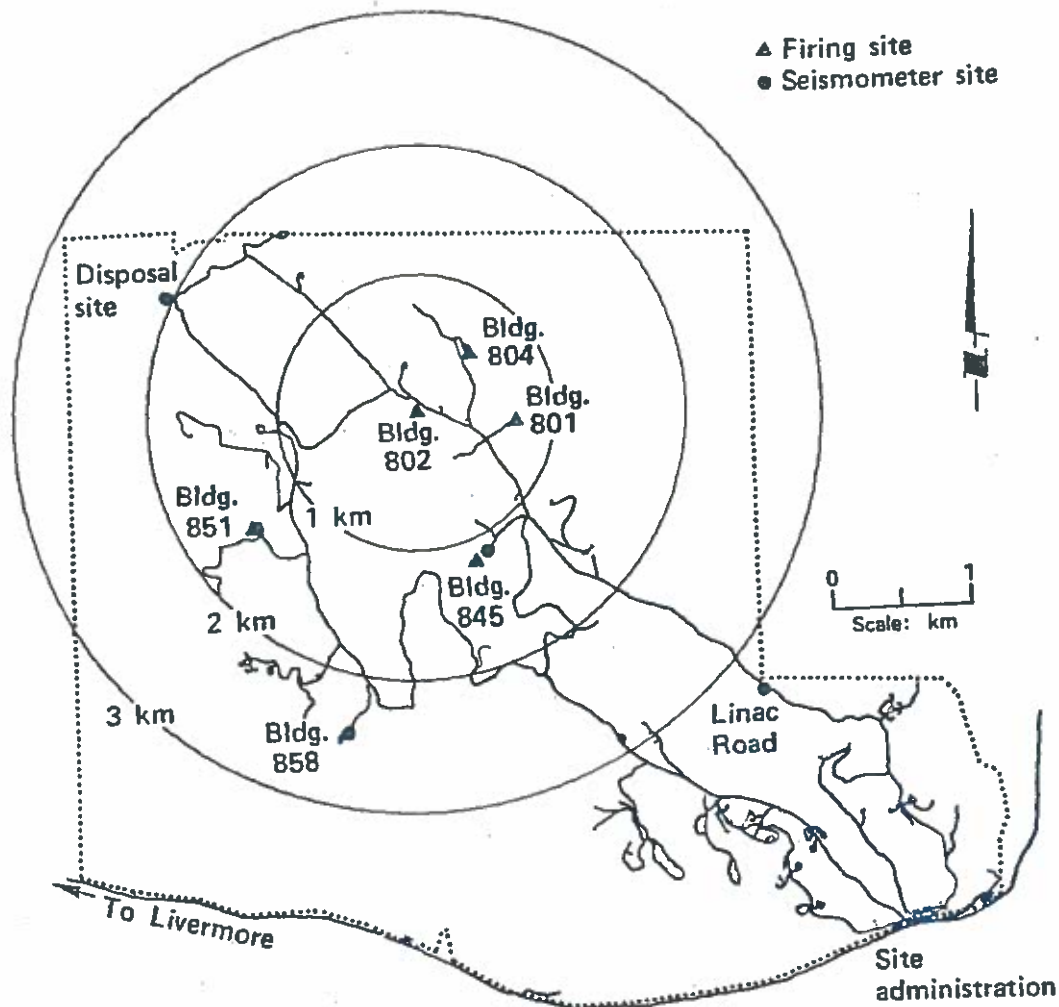 ▲ Firing site
● Seismometer site
Disposal
site
Bldg.
804
Bldg.
801
Bldg.
802
Bldg.
851
1 km
Bldg.
845
0 1
Scale: km
2 km
3 km
Bldg.
858
Linac
Road
To Livermore
Site
administration